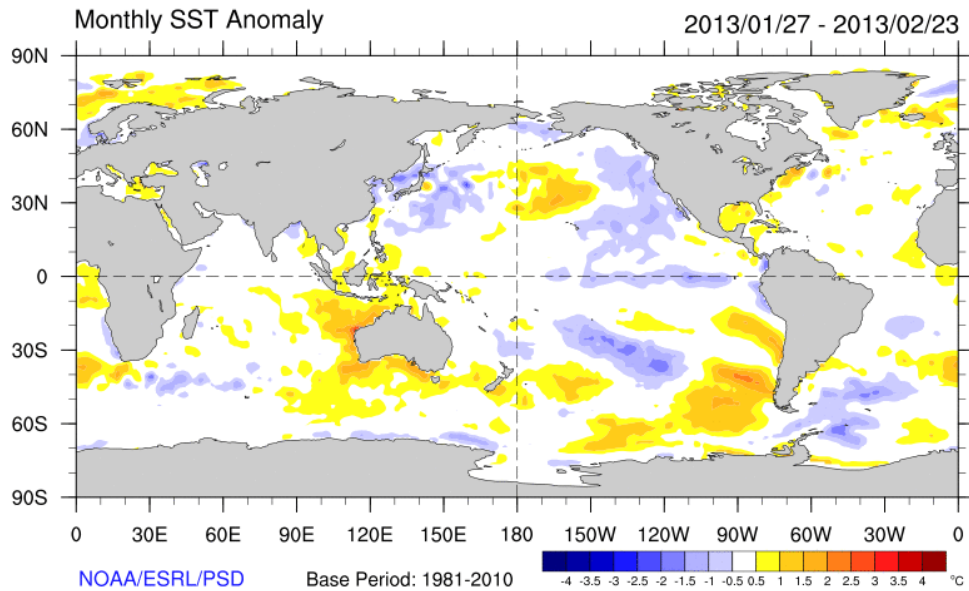 Monthly SST Anomaly 2013/01/27 - 2013/02/23
90N
60N
30N
0
30S
60S
90S
0 30E 60E 90E 120E 150E 180 150W 120W 90W 60W 30W 0
NOAA/ESRL/PSD Base Period: 1981-2010
-4 -3.5 -3 -2.5 -2 -1.5 -1 -0.5 0.5 1 1.5 2 2.5 3 3.5 4 °C